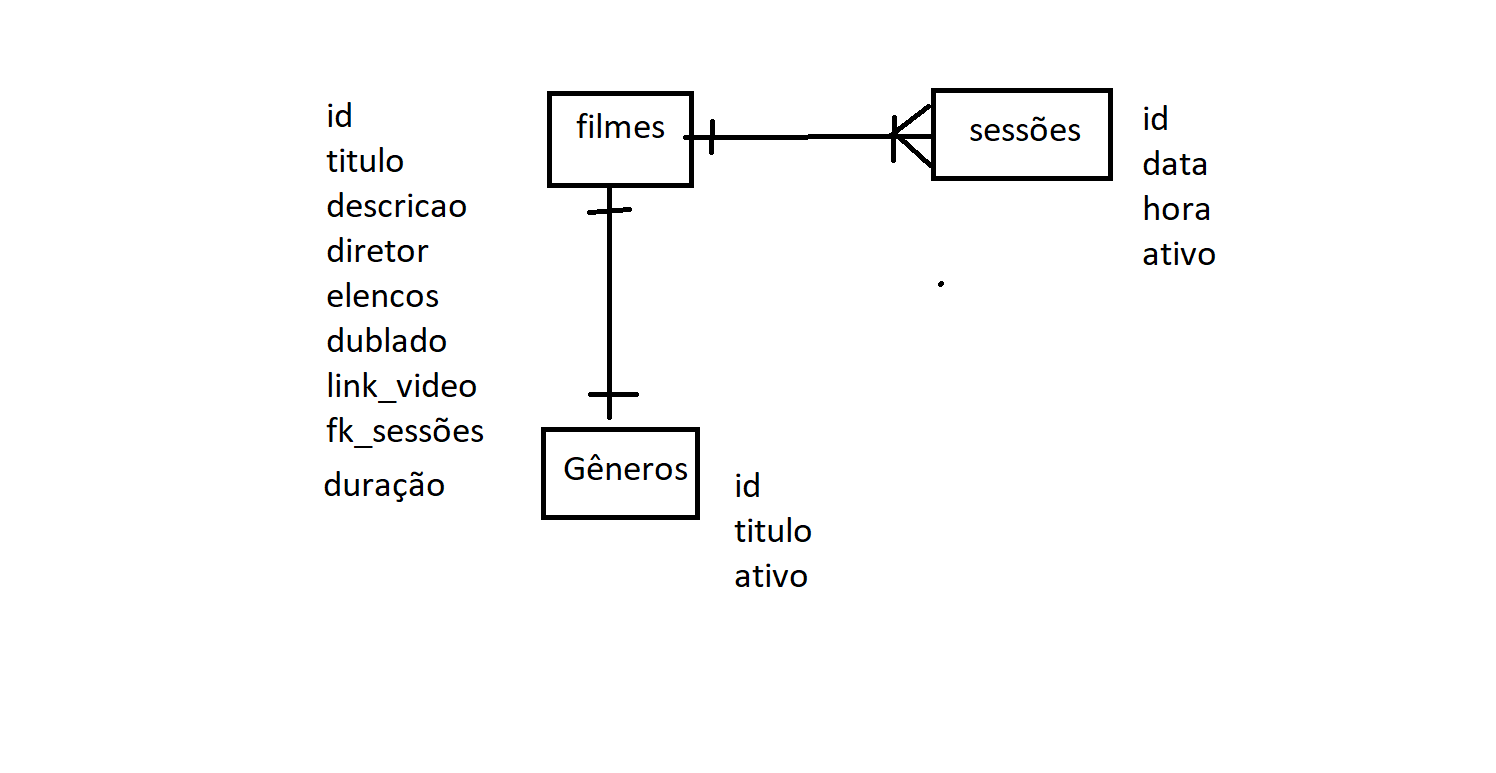 filmes
sessões
id
titulo
descricao
diretor
elencos
dublado
link_video
fk_sessões
duração
id
data
hora
ativo
Gêneros
id
titulo
ativo